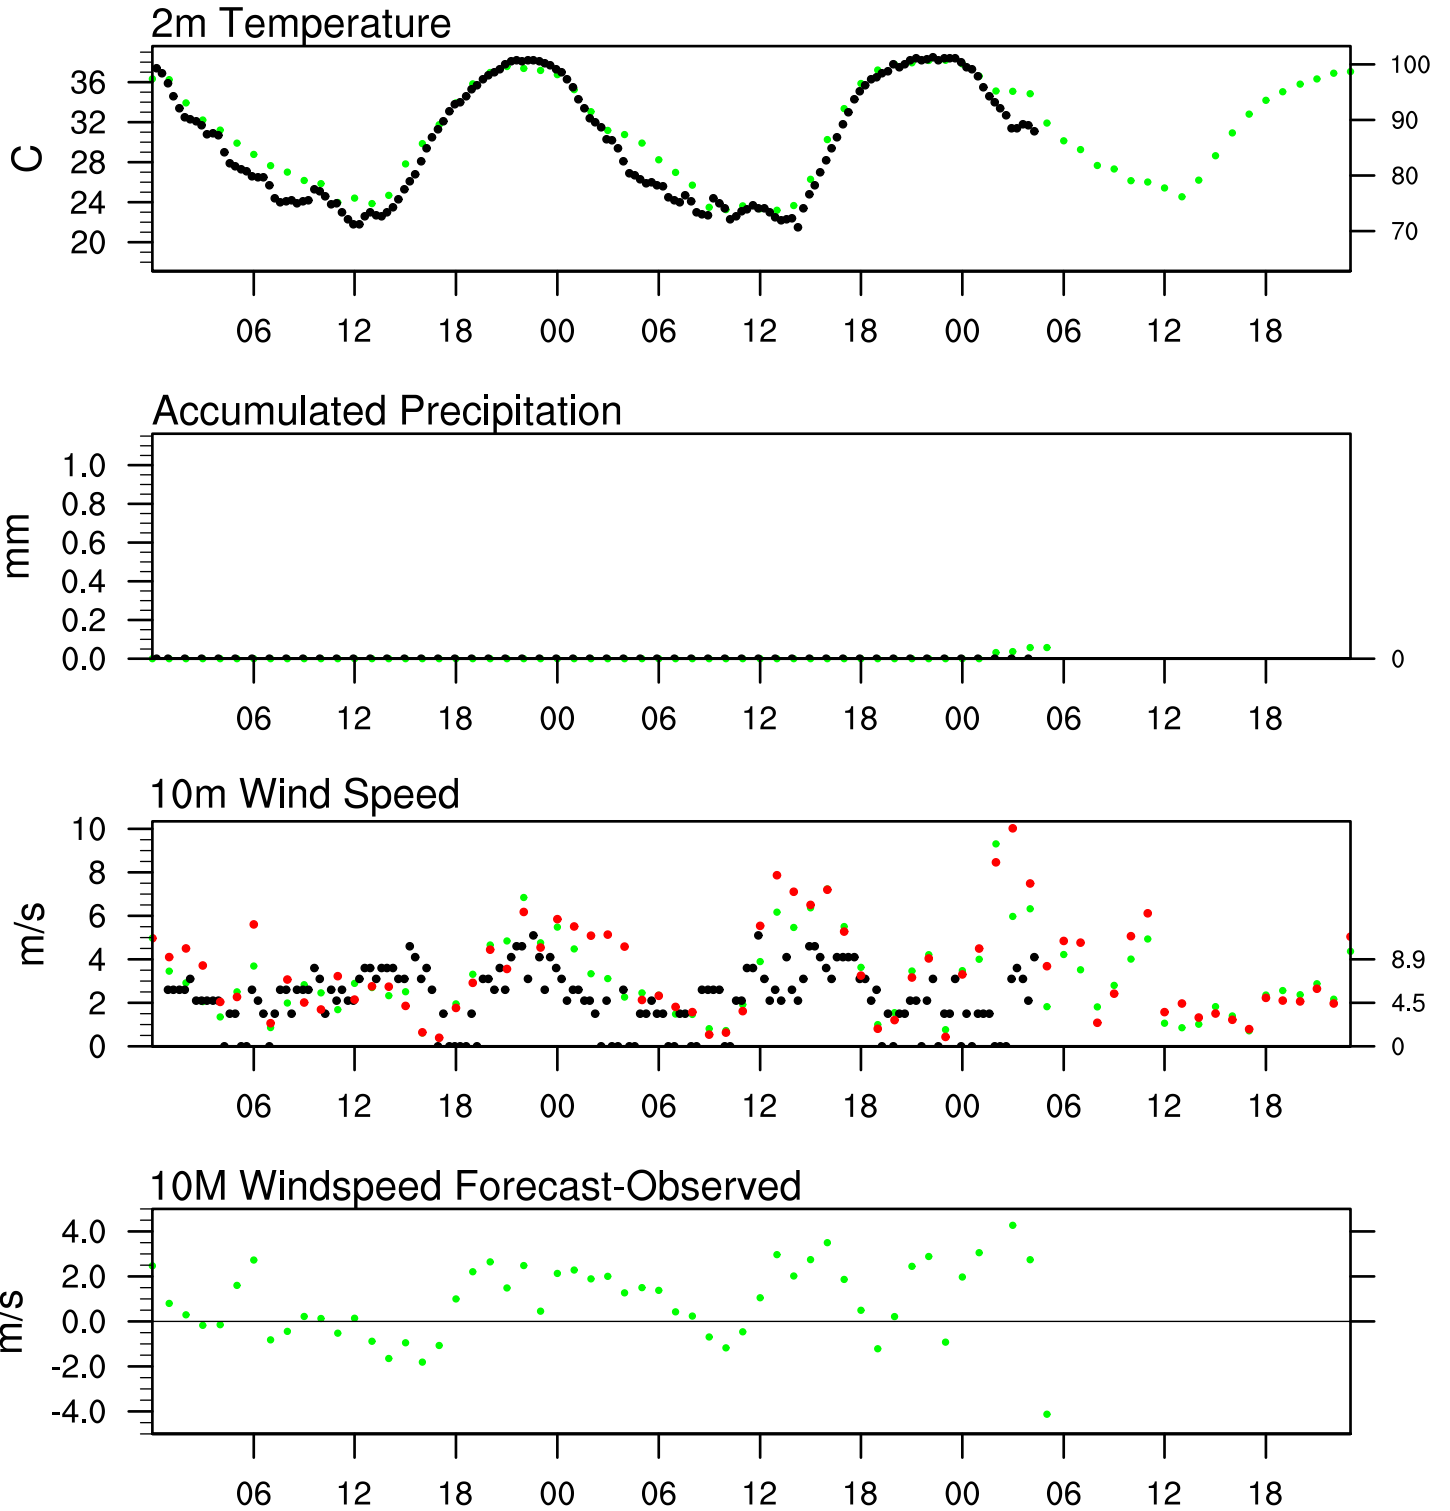 2m Temperature
C
36
32
28
24
20
100
90
80
70
06 12 18 00 06 12 18 00 06 12 18
Accumulated Precipitation
mm
1.0
0.8
0.6
0.4
0.2
0.0
0
06 12 18 00 06 12 18 00 06 12 18
10m Wind Speed
m/s
10
8
6
4
2
0
8.9
4.5
0
06 12 18 00 06 12 18 00 06 12 18
10M Windspeed Forecast-Observed
m/s
4.0
2.0
0.0
-2.0
-4.0
06 12 18 00 06 12 18 00 06 12 18